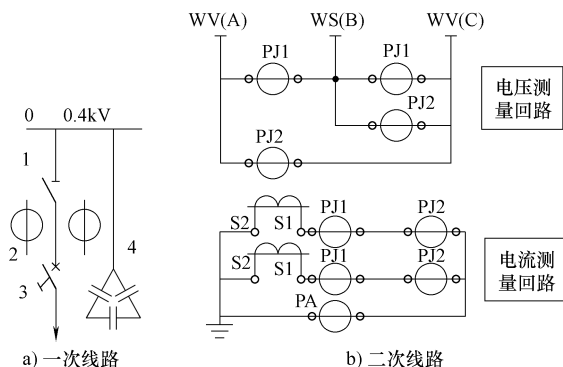 WV(A) WS(B) WV(C)
PJ1 PJ1
PJ2
PJ2
电压测
量回路
0 0.4kV
1
2
3
4
a) 一次线路
S2 S1 PJ1 PJ2
S2 S1 PJ1 PJ2
PA
电流测
量回路
b) 二次线路